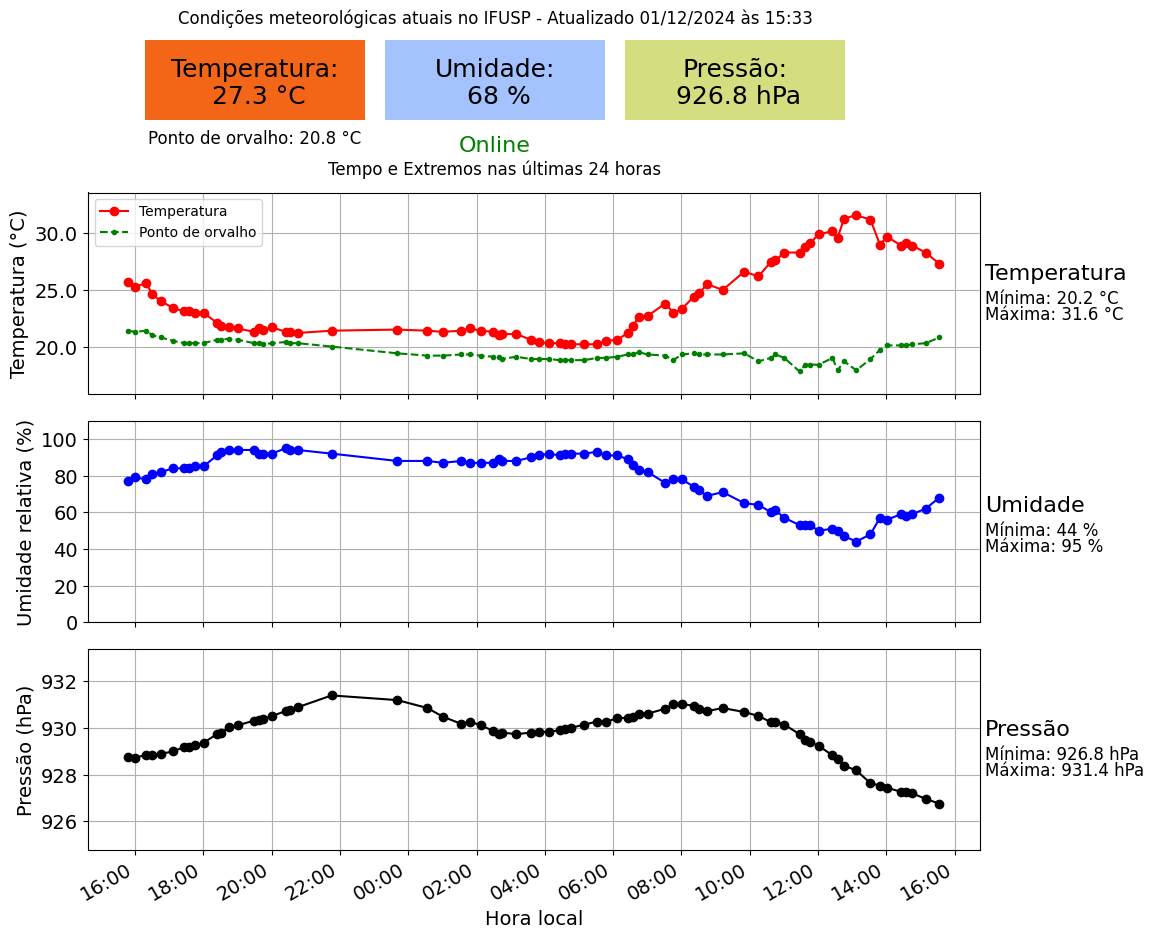 Condições meteorológicas atuais no IFUSP - Atualizado 01/12/2024 às 15:33
Temperatura:
27.3 °C
Umidade:
68 %
Pressão:
926.8 hPa
Ponto de orvalho: 20.8 °C
Online
Tempo e Extremos nas últimas 24 horas
Temperatura (°C)
30.0
25.0
20.0
Temperatura
Ponto de orvalho
Temperatura
Mínima: 20.2 °C
Máxima: 31.6 °C
Umidade relativa (%)
100
80
60
40
20
0
Umidade
Mínima: 44 %
Máxima: 95 %
Pressão (hPa)
932
930
928
926
Pressão
Mínima: 926.8 hPa
Máxima: 931.4 hPa
16:00 18:00 20:00 22:00 00:00 02:00 04:00 06:00 08:00 10:00 12:00 14:00 16:00
Hora local